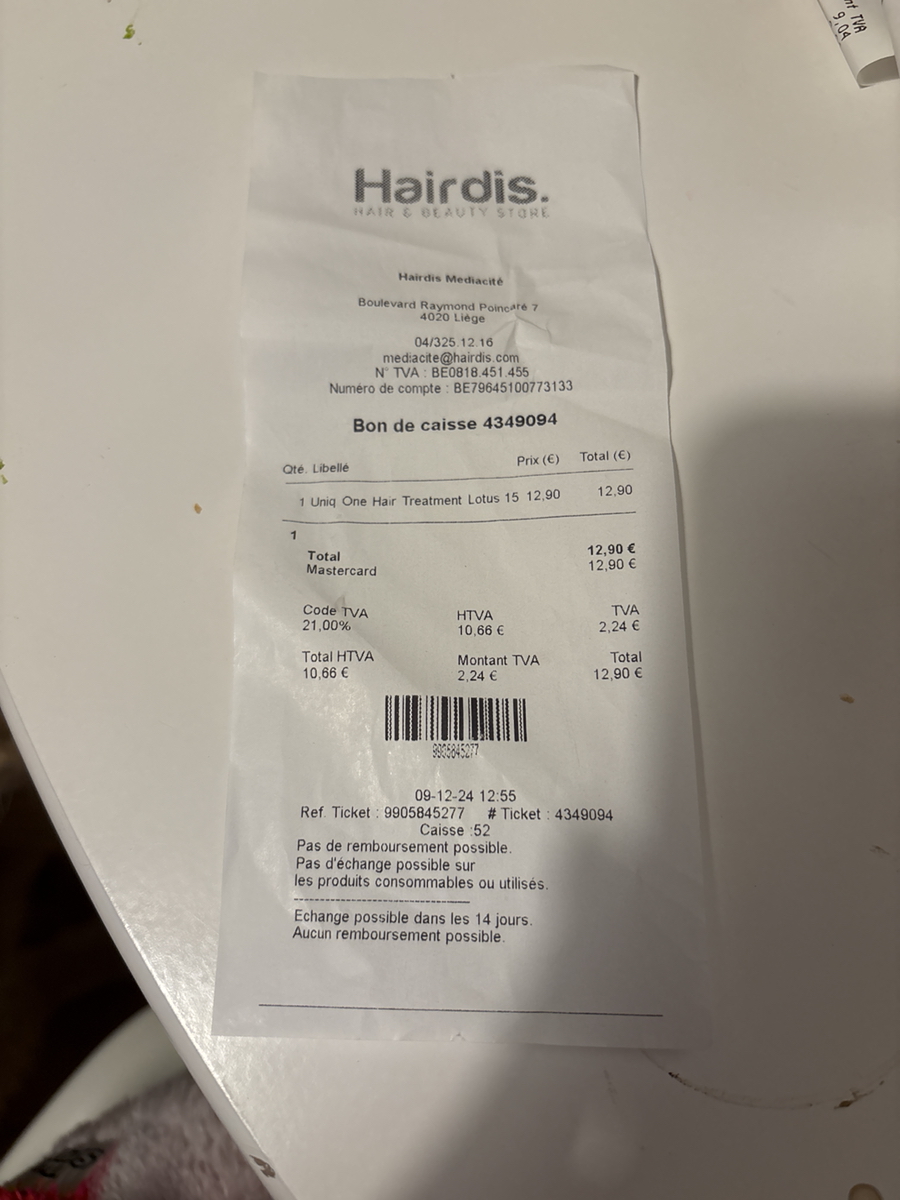 nt TVA
9,04
Hairdis.
HAIR & BEAUTY STORE
Hairdis Mediacité
Boulevard Raymond Poincaré 7
4020 Liège
04/325.12.16
mediacite@hairdis.com
N° TVA : BE0818.451.455
Numéro de compte : BE79645100773133
Bon de caisse 4349094
Qté. Libellé Prix (€) Total (€)
1 Uniq One Hair Treatment Lotus 15 12,90 12,90
1
Total 12,90 €
Mastercard 12,90 €
Code TVA HTVA TVA
21,00% 10,66 € 2,24 €
Total HTVA Montant TVA Total
10,66 € 2,24 € 12,90 €
09-12-24 12:55
Ref. Ticket : 9905845277 # Ticket : 4349094
Caisse :52
Pas de remboursement possible.
Pas d'échange possible sur
les produits consommables ou utilisés.
Echange possible dans les 14 jours.
Aucun remboursement possible.